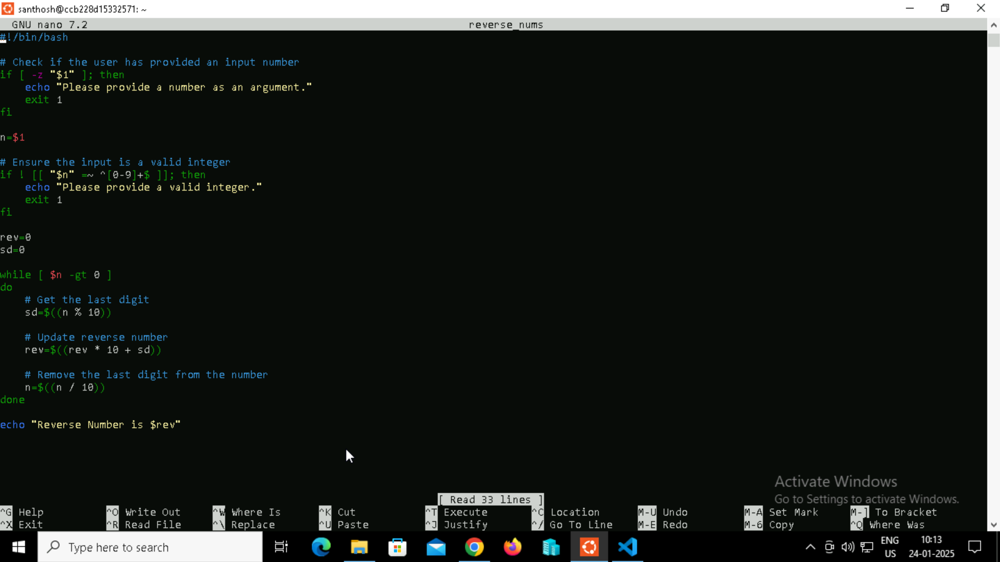 santhosh@ccb228d15332571: ~
GNU nano 7.2 reverse_nums
#!/bin/bash
# Check if the user has provided an input number
if [ -z "$1" ]; then
    echo "Please provide a number as an argument."
    exit 1
fi
n=$1
# Ensure the input is a valid integer
if ! [[ "$n" =~ ^[0-9]+$ ]]; then
    echo "Please provide a valid integer."
    exit 1
fi
rev=0
sd=0
while [ $n -gt 0 ]
do
    # Get the last digit
    sd=$((n % 10))
    # Update reverse number
    rev=$((rev * 10 + sd))
    # Remove the last digit from the number
    n=$((n / 10))
done
echo "Reverse Number is $rev"
Activate Windows
Go to Settings to activate Windows.
[ Read 33 lines ]
^G Help ^O Write Out ^W Where Is ^K Cut ^T Execute ^C Location M-U Undo M-A Set Mark M-] To Bracket
^X Exit ^R Read File ^\ Replace ^U Paste ^J Justify ^/ Go To Line M-E Redo M-6 Copy ^Q Where Was
Type here to search
ENG
US
10:13
24-01-2025